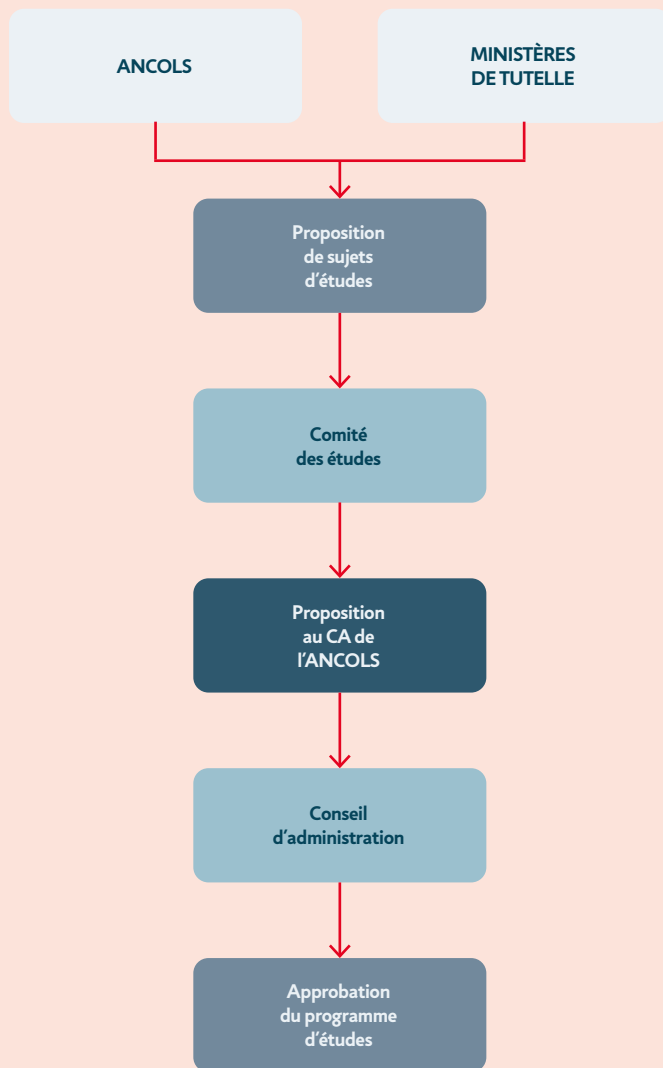 ANCOLS
MINISTÈRES
DE TUTELLE
Proposition
de sujets
d’études
Comité
des études
Proposition
au CA de
l’ANCOLS
Conseil
d’administration
Approbation
du programme
d’études